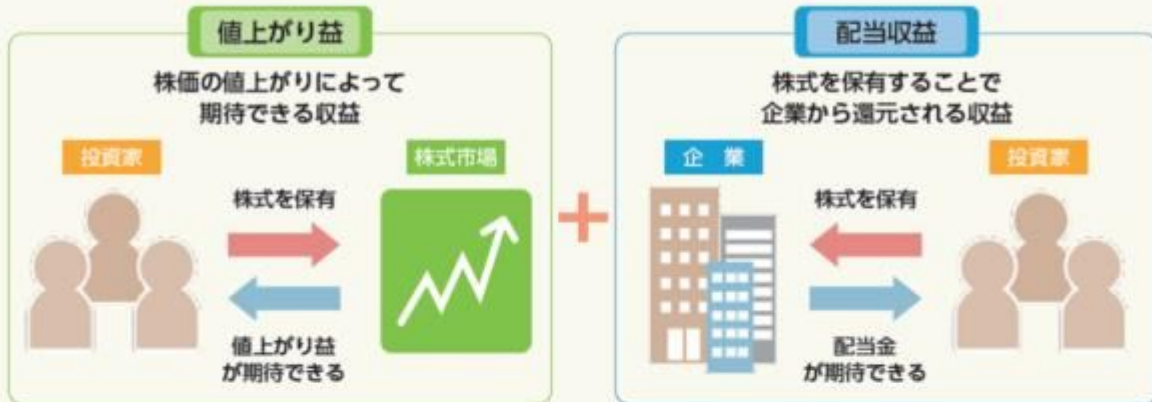 値上がり益
株価の値上がりによって
期待できる収益
投資家
株式市場
株式を保有
値上がり益
が期待できる
+
配当収益
株式を保有することで
企業から還元される収益
企業
投資家
株式を保有
配当金
が期待できる